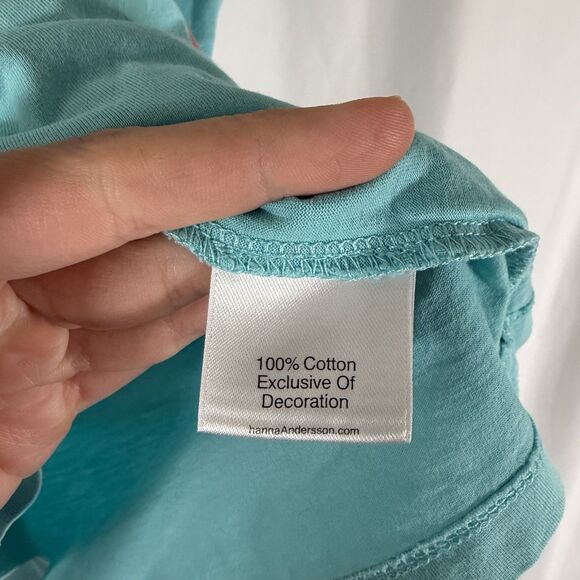 100% Cotton
Exclusive Of
Decoration
hannaAndersson.com